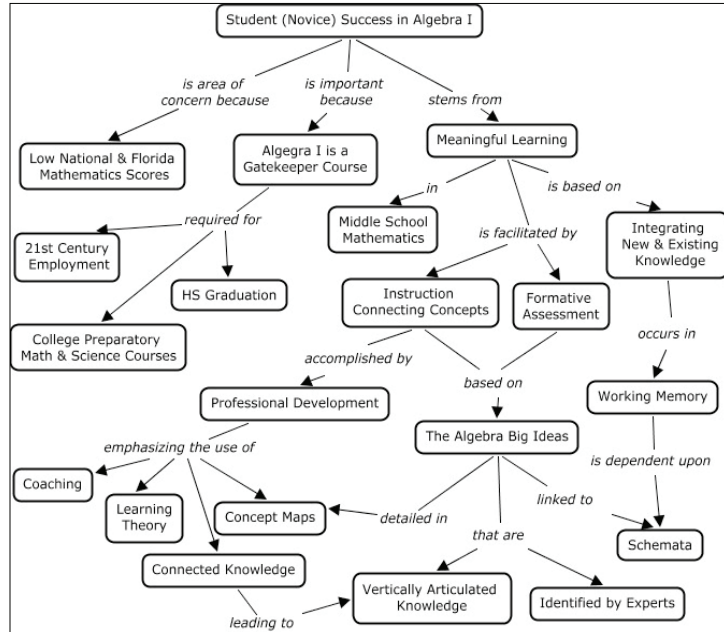 Student (Novice) Success in Algebra I
is area of
concern because
is important
because
stems from
Low National & Florida
Mathematics Scores
Algegra I is a
Gatekeeper Course
Meaningful Learning
in
is based on
required for
Middle School
Mathematics
is facilitated by
Integrating
New & Existing
Knowledge
21st Century
Employment
HS Graduation
Instruction
Connecting Concepts
Formative
Assessment
College Preparatory
Math & Science Courses
accomplished by
based on
occurs in
Professional Development
Working Memory
emphasizing the use of
The Algebra Big Ideas
is dependent upon
Coaching
Learning
Theory
Concept Maps
detailed in
linked to
that are
Schemata
Connected Knowledge
leading to
Vertically Articulated
Knowledge
Identified by Experts